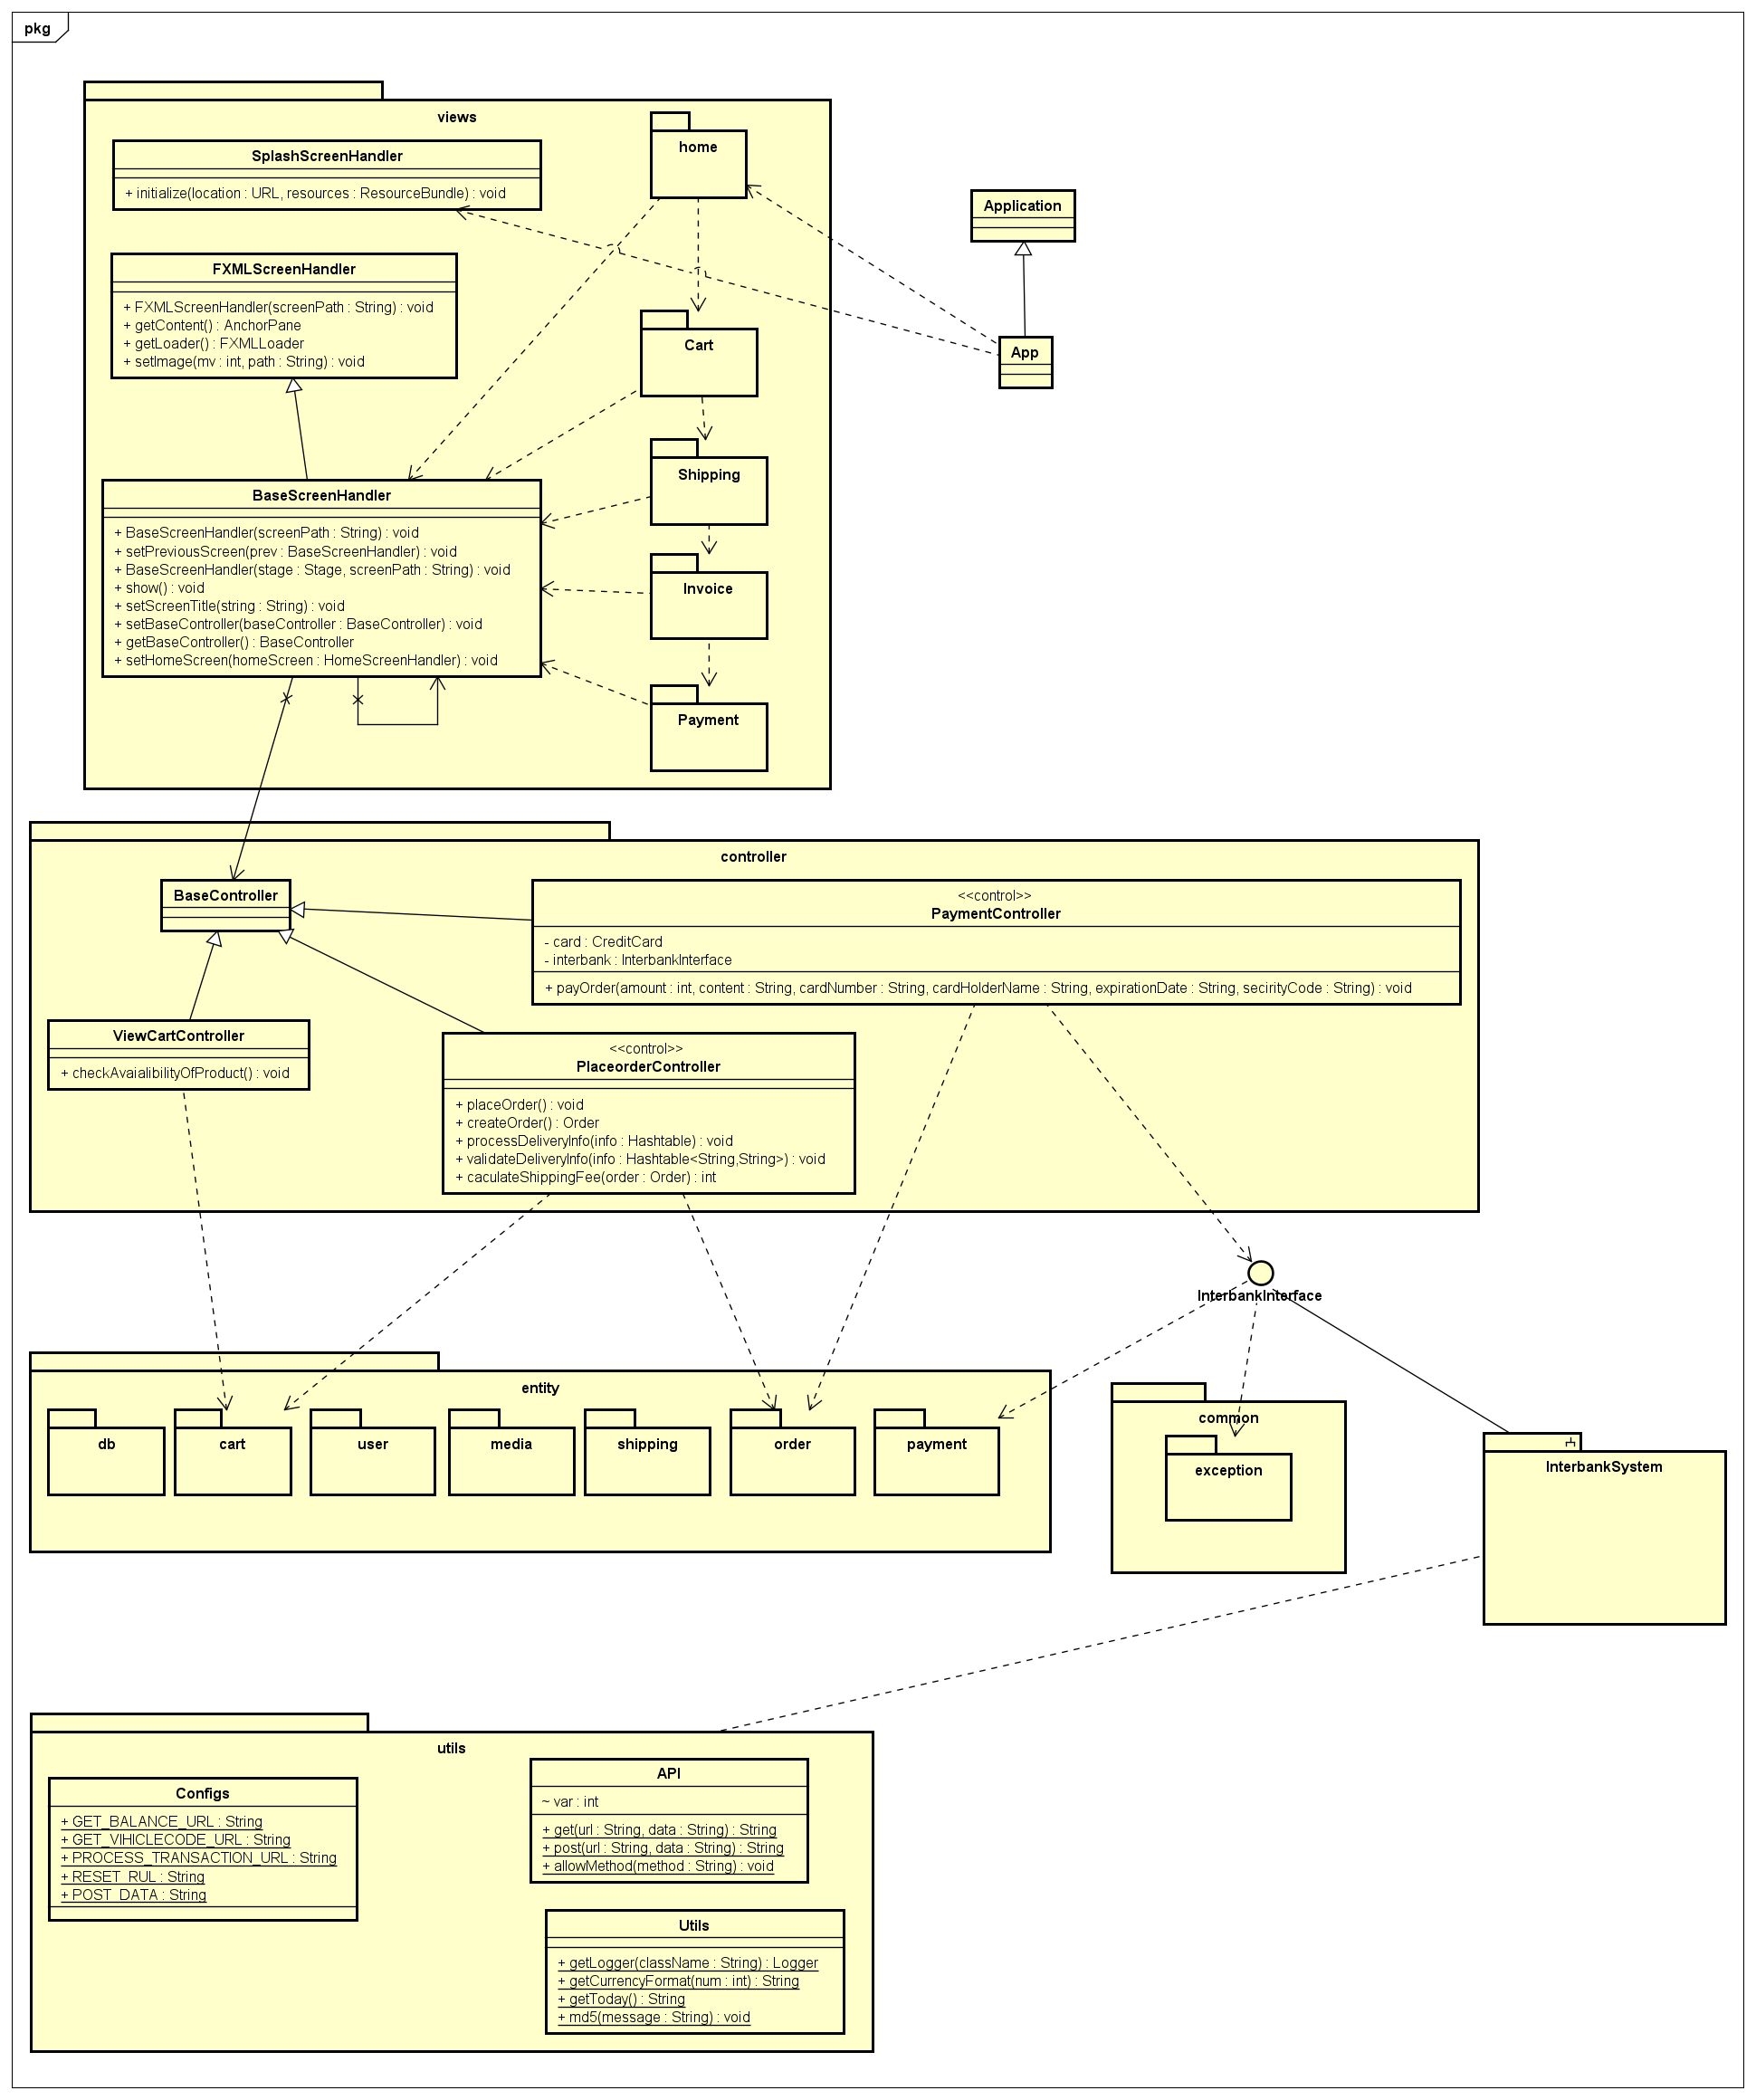 pkg
views
SplashScreenHandler
+ initialize(location : URL, resources : ResourceBundle) : void
home
Application
FXMLScreenHandler
+ FXMLScreenHandler(screenPath : String) : void
+ getContent() : AnchorPane
+ getLoader() : FXMLLoader
+ setImage(mv : int, path : String) : void
Cart
App
Shipping
BaseScreenHandler
+ BaseScreenHandler(screenPath : String) : void
+ setPreviousScreen(prev : BaseScreenHandler) : void
+ BaseScreenHandler(stage : Stage, screenPath : String) : void
+ show() : void
+ setScreenTitle(string : String) : void
+ setBaseController(baseController : BaseController) : void
+ getBaseController() : BaseController
+ setHomeScreen(homeScreen : HomeScreenHandler) : void
Invoice
Payment
controller
BaseController
<<control>>
PaymentController
- card : CreditCard
- interbank : InterbankInterface
+ payOrder(amount : int, content : String, cardNumber : String, cardHolderName : String, expirationDate : String, secirityCode : String) : void
ViewCartController
+ checkAvaialibilityOfProduct() : void
<<control>>
PlaceorderController
+ placeOrder() : void
+ createOrder() : Order
+ processDeliveryInfo(info : Hashtable) : void
+ validateDeliveryInfo(info : Hashtable<String,String>) : void
+ caculateShippingFee(order : Order) : int
InterbankInterface
entity
db
cart
user
media
shipping
order
payment
common
exception
InterbankSystem
utils
Configs
+ GET_BALANCE_URL : String
+ GET_VIHICLECODE_URL : String
+ PROCESS_TRANSACTION_URL : String
+ RESET_RUL : String
+ POST_DATA : String
API
~ var : int
+ get(url : String, data : String) : String
+ post(url : String, data : String) : String
+ allowMethod(method : String) : void
Utils
+ getLogger(className : String) : Logger
+ getCurrencyFormat(num : int) : String
+ getToday() : String
+ md5(message : String) : void